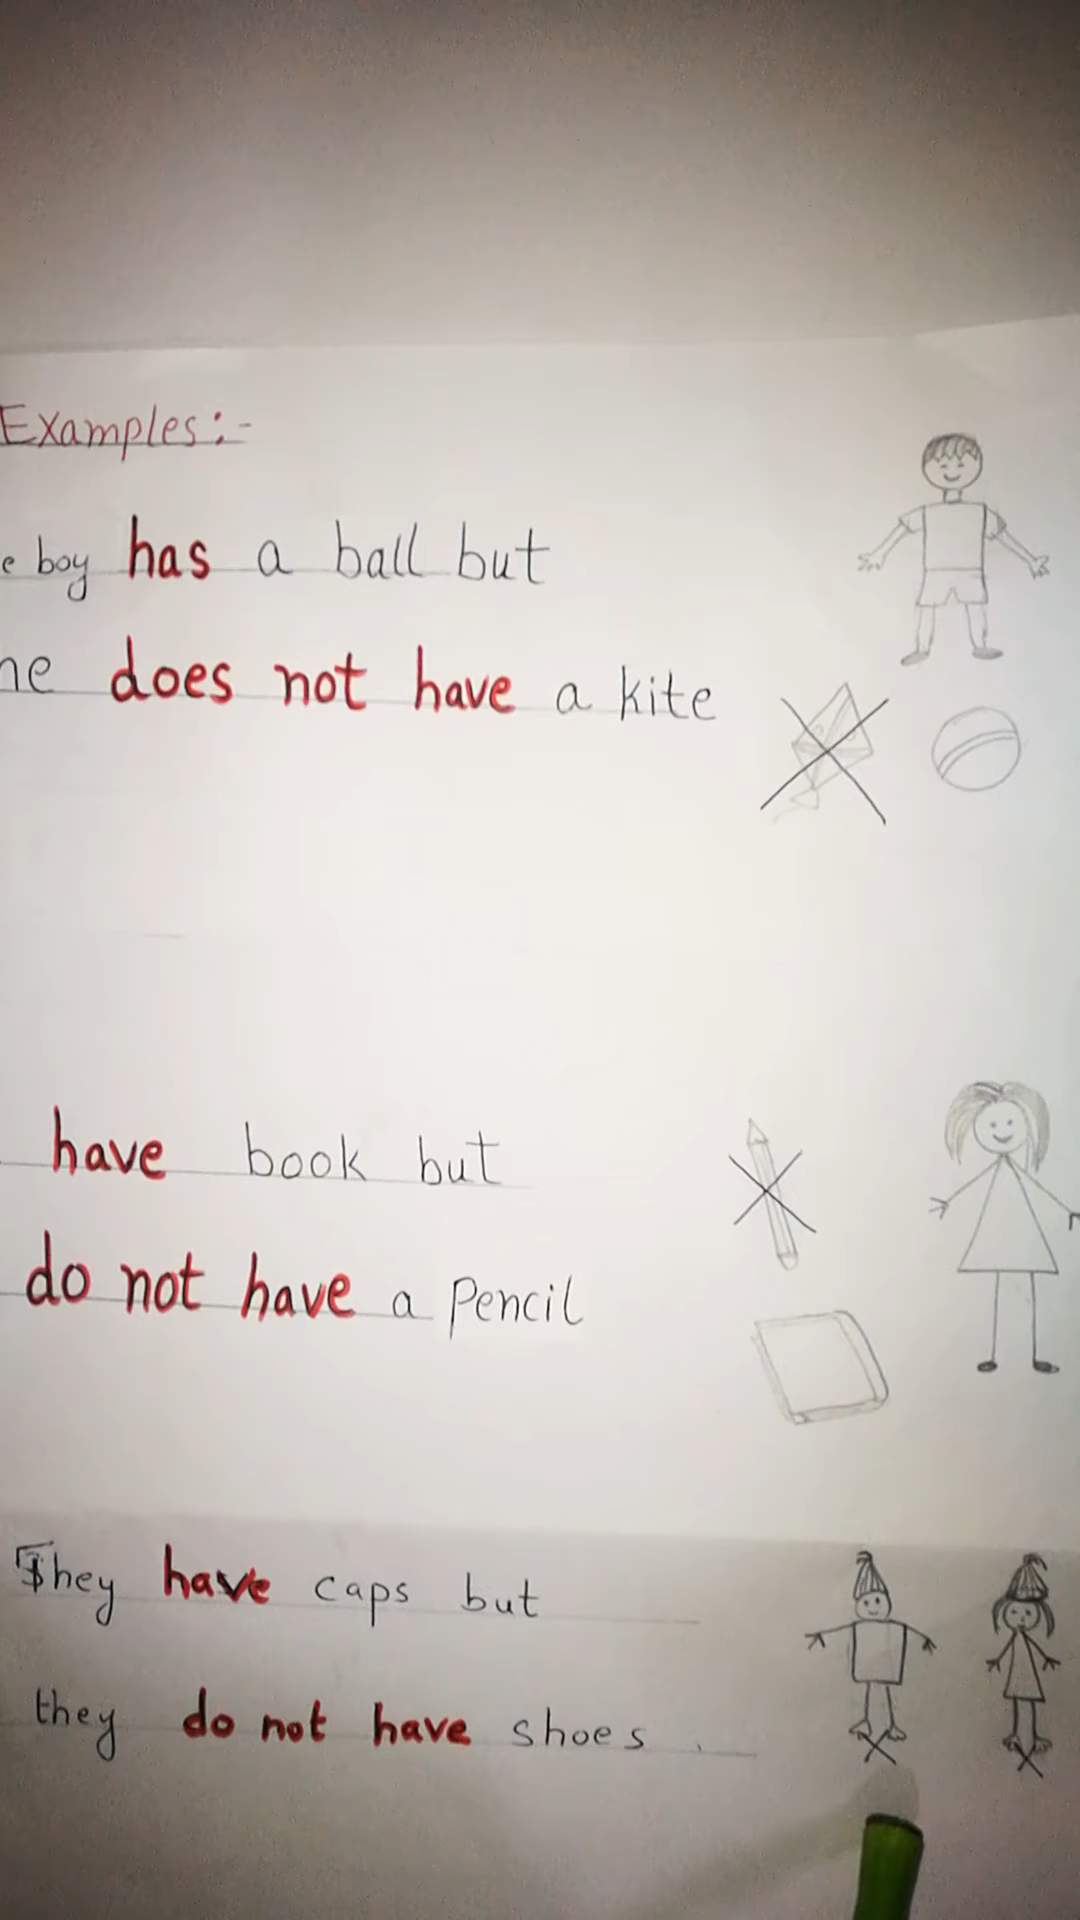 Examples:-
boy has a ball but
does not have a kite
have book but
do not have a Pencil
They have caps but
they do not have shoes .